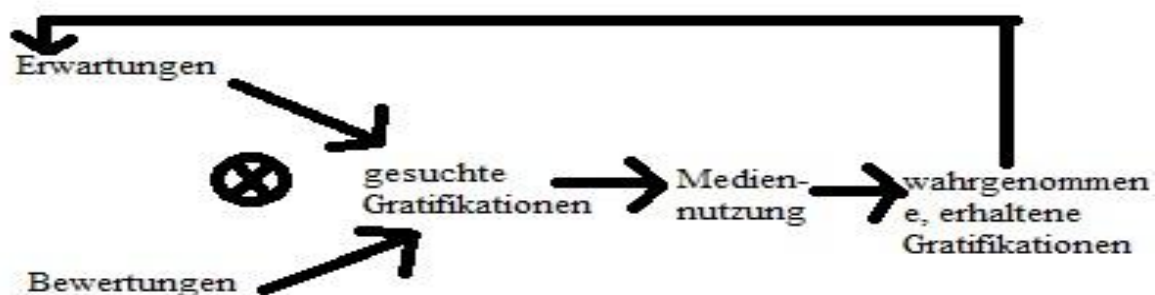 Erwartungen
gesuchte
Gratifikationen
Medien-
nutzung
wahrgenommen
e, erhaltene
Gratifikationen
Bewertungen